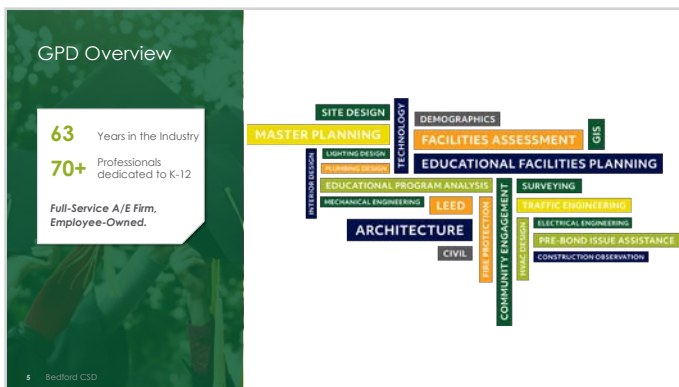 GPD Overview
63 Years in the Industry
70+ Professionals
dedicated to K-12
Full-Service A/E Firm,
Employee-Owned.
SITE DESIGN
TECHNOLOGY
DEMOGRAPHICS
MASTER PLANNING
FACILITIES ASSESSMENT
GIS
INTERIOR DESIGN
LIGHTING DESIGN
PLUMBING DESIGN
EDUCATIONAL FACILITIES PLANNING
EDUCATIONAL PROGRAM ANALYSIS
COMMUNITY ENGAGEMENT
SURVEYING
MECHANICAL ENGINEERING
LEED
FIRE PROTECTION
TRAFFIC ENGINEERING
ARCHITECTURE
HVAC DESIGN
ELECTRICAL ENGINEERING
PRE-BOND ISSUE ASSISTANCE
CIVIL
CONSTRUCTION OBSERVATION
5 Bedford CSD